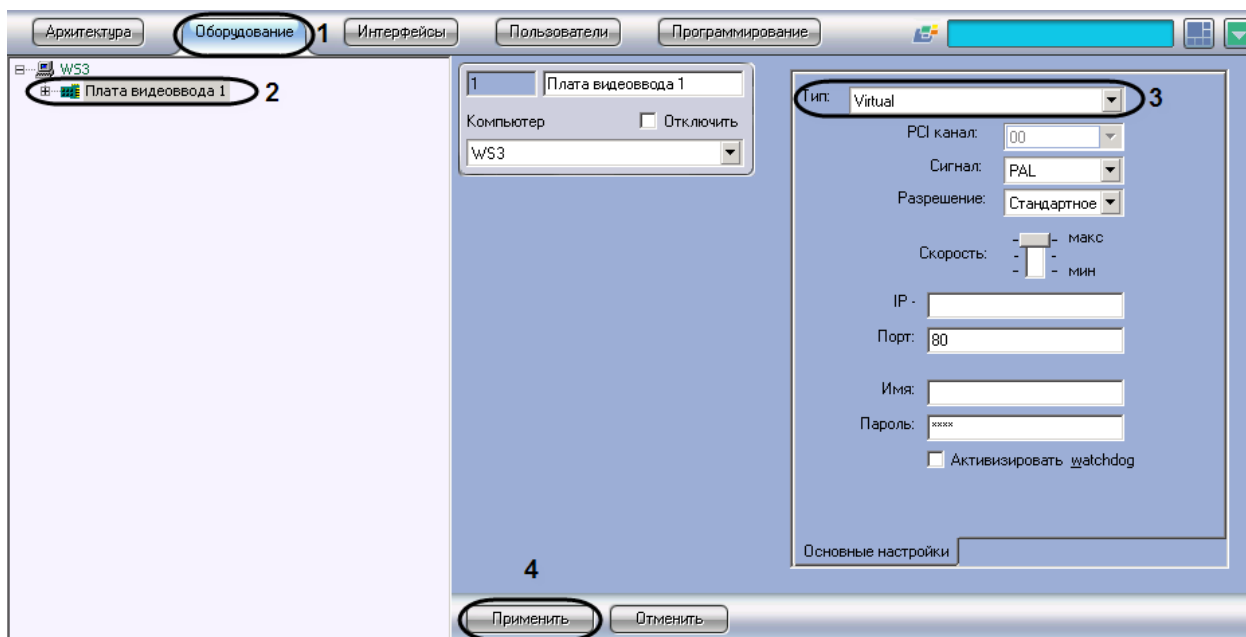 Архитектура Оборудование 1 Интерфейсы Пользователи Программирование
WS3
Плата видеоввода 1 2
1 Плата видеоввода 1
Компьютер Отключить
WS3
Тип: Virtual 3
PCI канал: 00
Сигнал: PAL
Разрешение: Стандартное
макс
Скорость:
мин
IP -
Порт: 80
Имя:
Пароль: ××××
Активизировать watchdog
Основные настройки
4
Применить Отменить